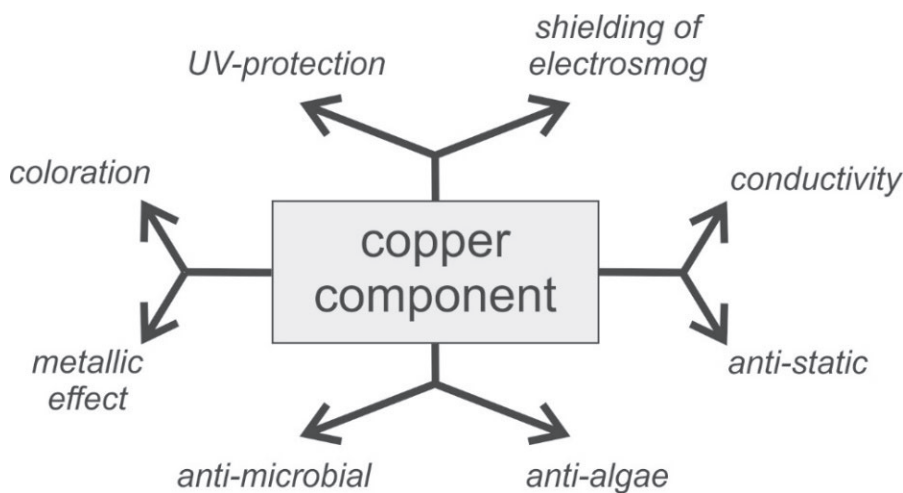 shielding of
electrosmog
UV-protection
coloration
conductivity
copper
component
metallic
effect
anti-static
anti-microbial
anti-algae